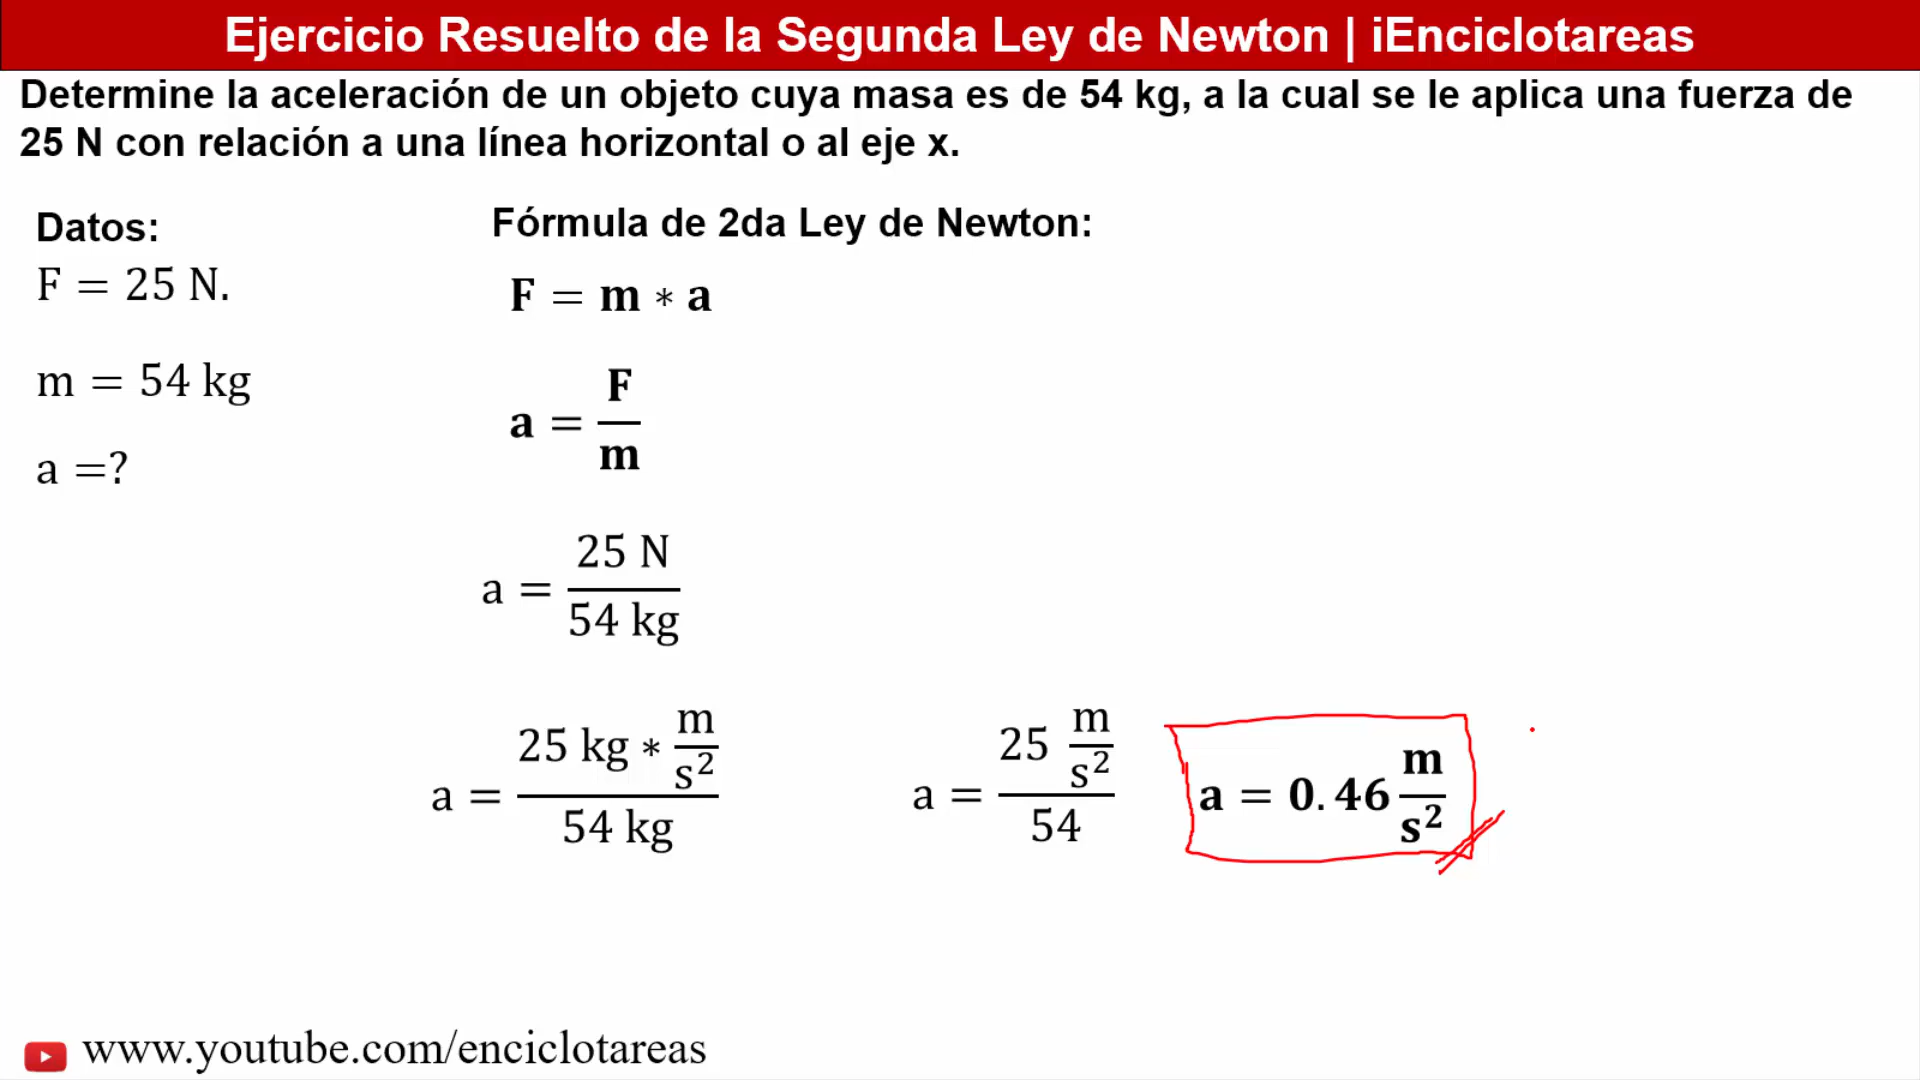 Ejercicio Resuelto de la Segunda Ley de Newton | iEnciclotareas
Determine la aceleración de un objeto cuya masa es de 54 kg, a la cual se le aplica una fuerza de
25 N con relación a una línea horizontal o al eje x.
Datos:
F = 25 N.
m = 54 kg
a =?
Fórmula de 2da Ley de Newton:
F = m ∗ a
a = F/m
a = 25 N/54 kg
a = 25 kg ∗ m/s²/54 kg
a = 25 m/s²/54
a = 0.46 m/s²
www.youtube.com/enciclotareas